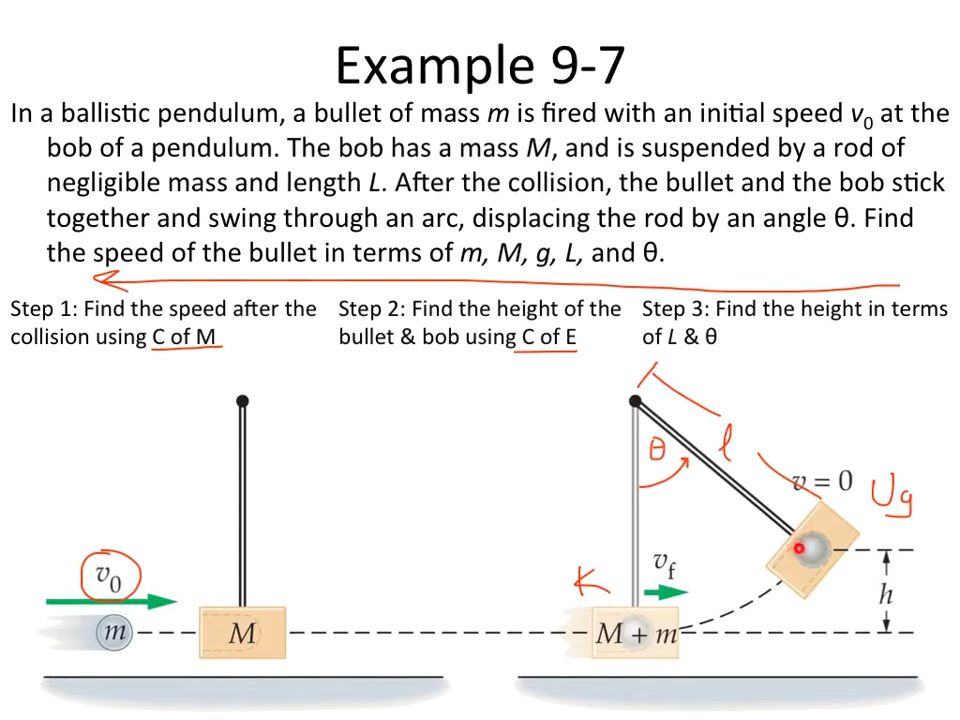 Example 9-7
In a ballistic pendulum, a bullet of mass m is fired with an initial speed v₀ at the
bob of a pendulum. The bob has a mass M, and is suspended by a rod of
negligible mass and length L. After the collision, the bullet and the bob stick
together and swing through an arc, displacing the rod by an angle θ. Find
the speed of the bullet in terms of m, M, g, L, and θ.
Step 1: Find the speed after the
collision using C of M
Step 2: Find the height of the
bullet & bob using C of E
Step 3: Find the height in terms
of L & θ
v₀
m
M
θ
l
v = 0
Ug
K
vf
h
M + m